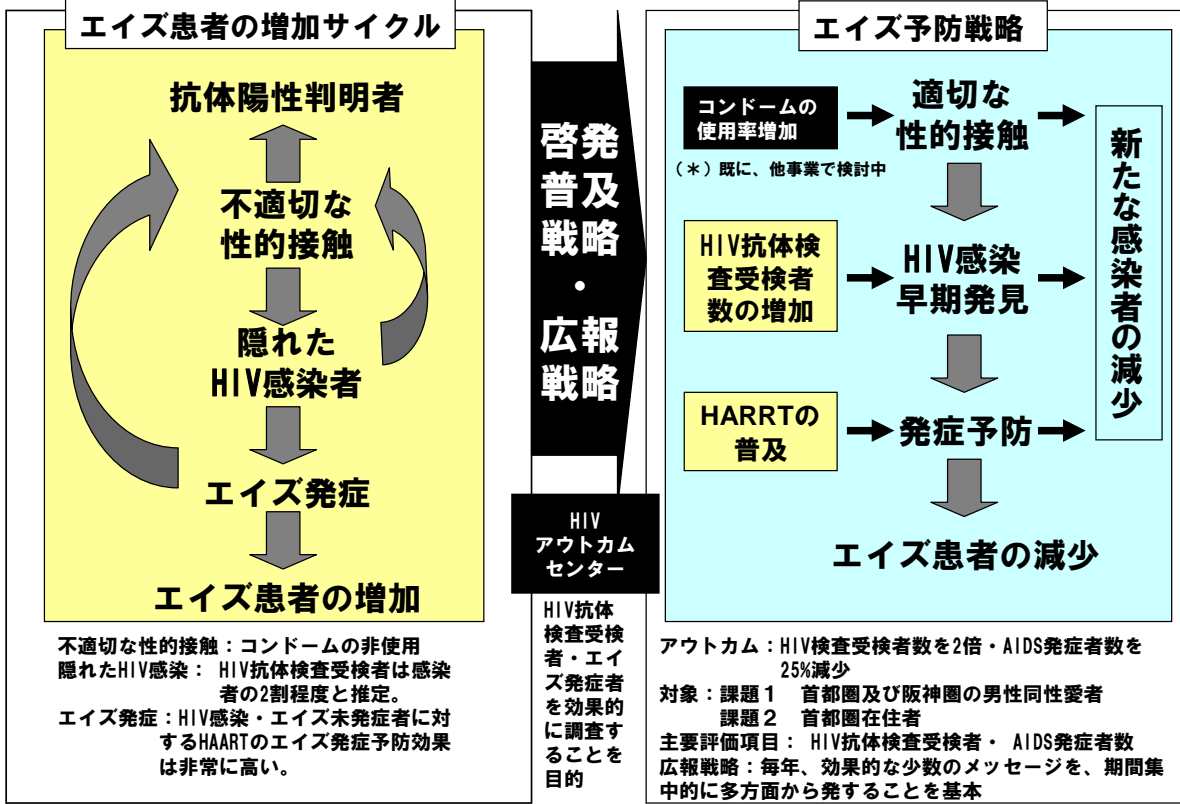 エイズ患者の増加サイクル
抗体陽性判明者
不適切な
性的接触
隠れた
HIV感染者
エイズ発症
エイズ患者の増加
不適切な性的接触：コンドームの非使用
隠れたHIV感染： HIV抗体検査受検者は感染
者の2割程度と推定。
エイズ発症：HIV感染・エイズ未発症者に対
するHAARTのエイズ発症予防効果
は非常に高い。
啓発
普及
戦略
・
広報
戦略
HIV
アウトカム
センター
HIV抗体
検査受検
者・エイ
ズ発症者
を効果的
に調査す
ることを
目的
エイズ予防戦略
コンドームの
使用率増加
（＊）既に、他事業で検討中
適切な
性的接触
HIV抗体検
査受検者
数の増加
HIV感染
早期発見
HARRTの
普及
発症予防
新たな感染者の減少
エイズ患者の減少
アウトカム：HIV検査受検者数を2倍・AIDS発症者数を
25%減少
対象：課題１　首都圏及び阪神圏の男性同性愛者
課題２　首都圏在住者
主要評価項目： HIV抗体検査受検者・ AIDS発症者数
広報戦略：毎年、効果的な少数のメッセージを、期間集
中的に多方面から発することを基本